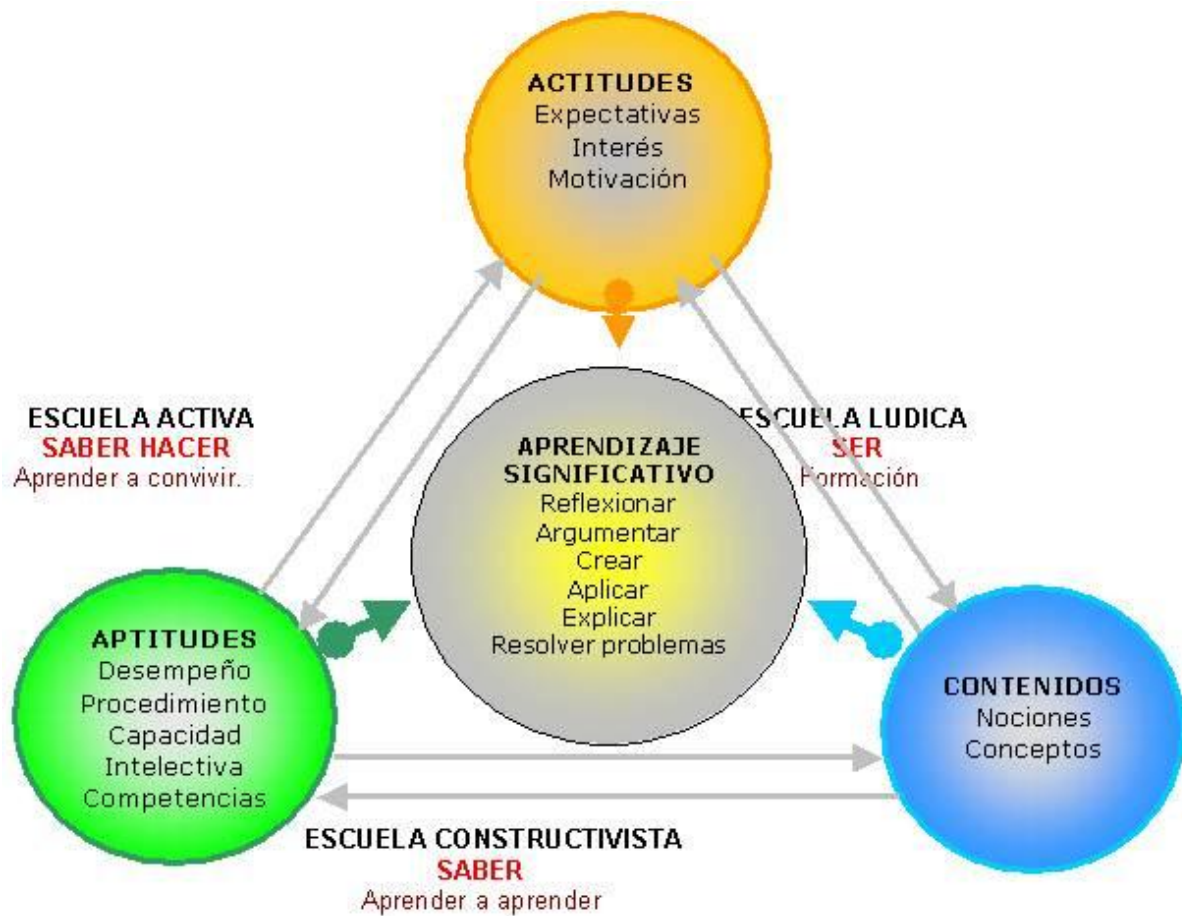 ACTITUDES
Expectativas
Interés
Motivación
ESCUELA ACTIVA
SABER HACER
Aprender a convivir.
APRENDIZAJE
SIGNIFICATIVO
Reflexionar
Argumentar
Crear
Aplicar
Explicar
Resolver problemas
ESCUELA LUDICA
SER
Formación
APTITUDES
Desempeño
Procedimiento
Capacidad
Intelectiva
Competencias
CONTENIDOS
Nociones
Conceptos
ESCUELA CONSTRUCTIVISTA
SABER
Aprender a aprender